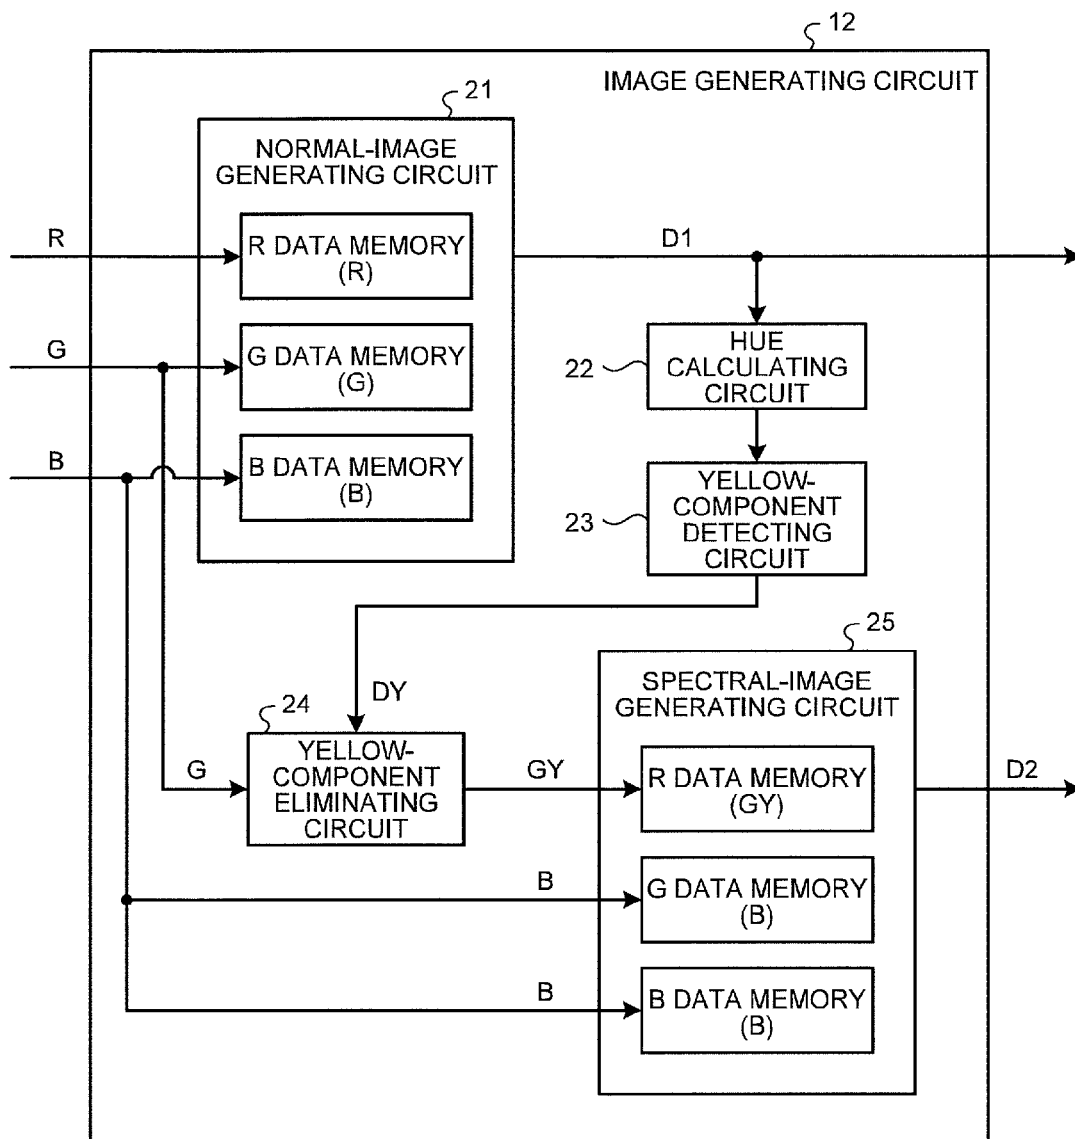 12
IMAGE GENERATING CIRCUIT
21
NORMAL-IMAGE
GENERATING CIRCUIT
R
R DATA MEMORY
(R)
D1
G
G DATA MEMORY
(G)
22
HUE
CALCULATING
CIRCUIT
B
B DATA MEMORY
(B)
23
YELLOW-
COMPONENT
DETECTING
CIRCUIT
25
SPECTRAL-IMAGE
GENERATING CIRCUIT
DY
24
YELLOW-
COMPONENT
ELIMINATING
CIRCUIT
G
GY
R DATA MEMORY
(GY)
D2
B
G DATA MEMORY
(B)
B
B DATA MEMORY
(B)